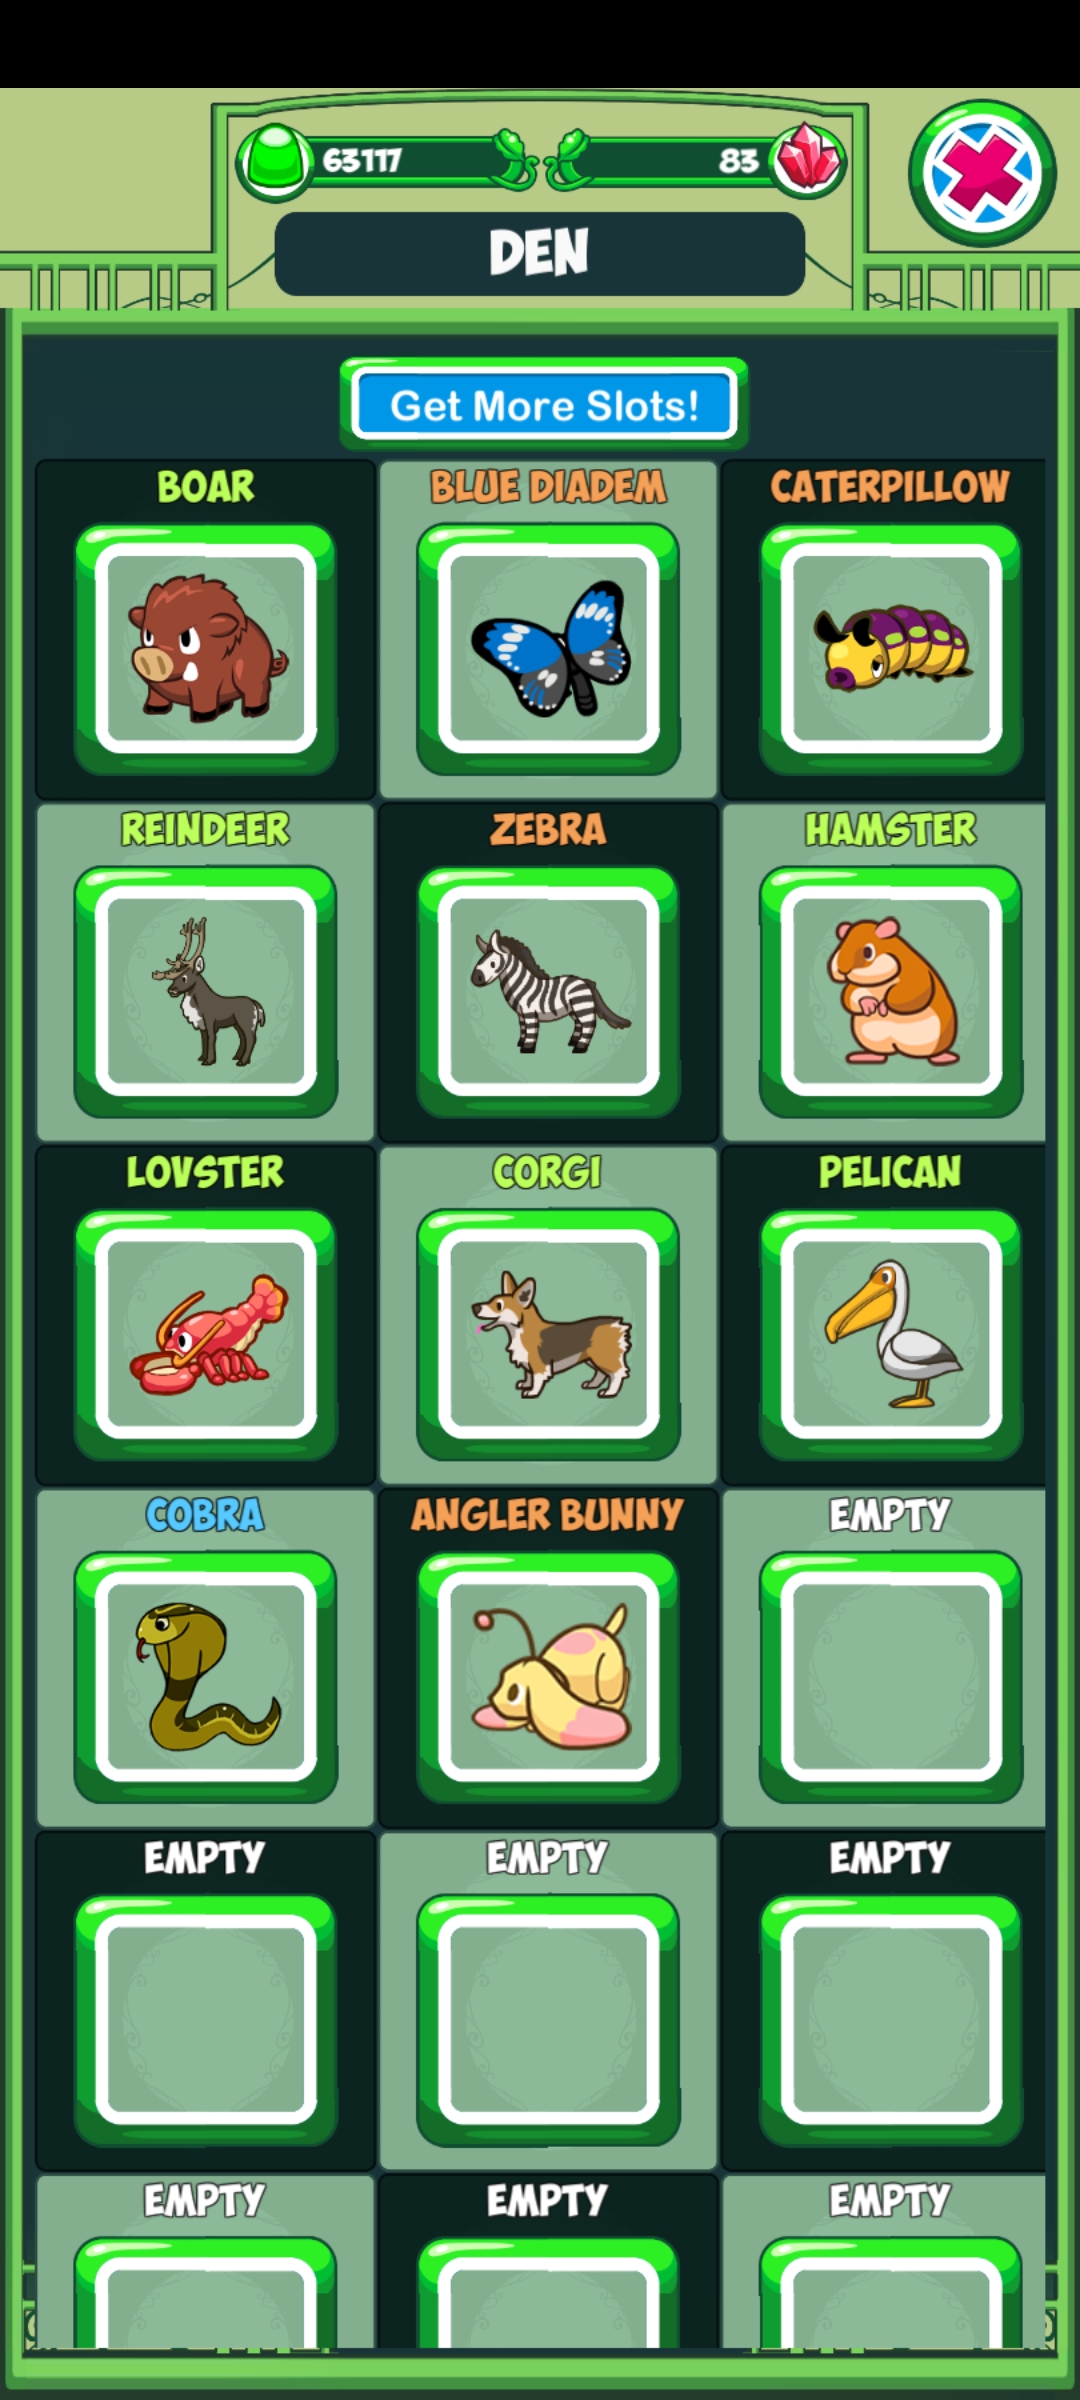 63117 83
DEN
Get More Slots!
BOAR BLUE DIADEM CATERPILLOW
REINDEER ZEBRA HAMSTER
LOVSTER CORGI PELICAN
COBRA ANGLER BUNNY EMPTY
EMPTY EMPTY EMPTY
EMPTY EMPTY EMPTY